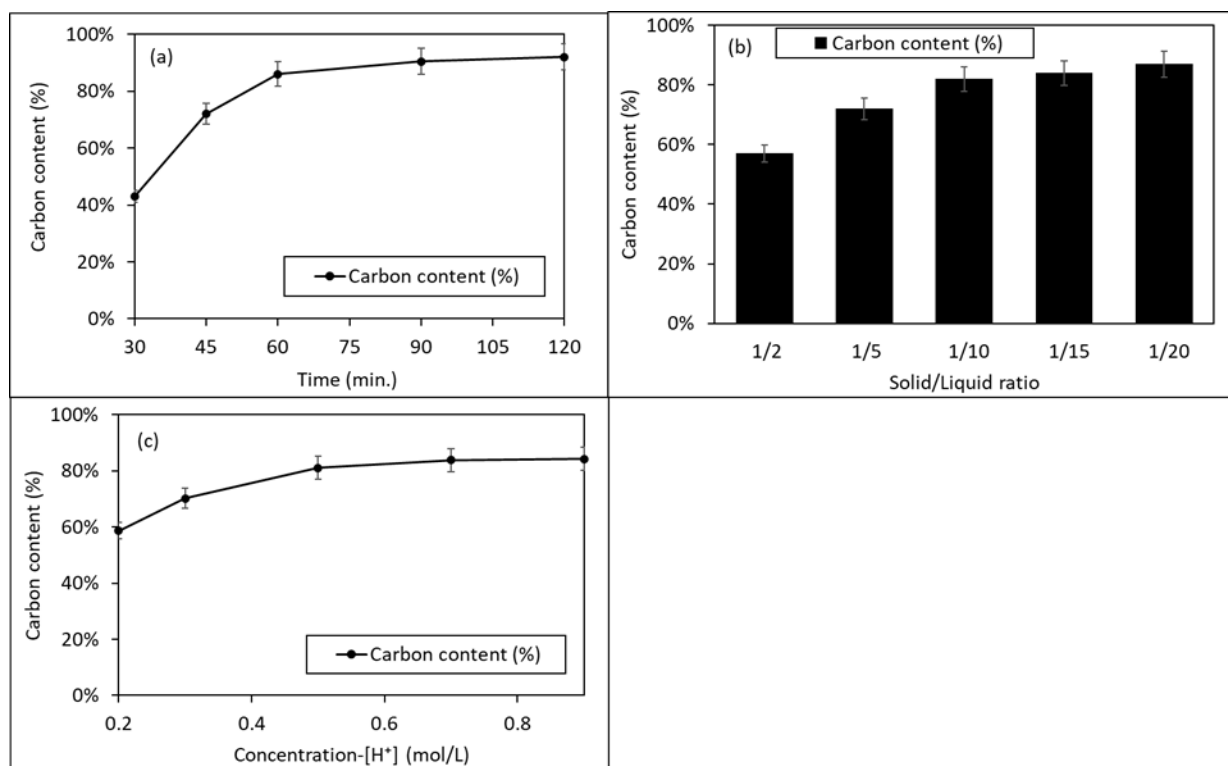 (a)
Carbon content (%)
100%
80%
60%
40%
20%
0%
Carbon content (%)
30 45 60 75 90 105 120
Time (min.)
(b)
Carbon content (%)
Carbon content (%)
100%
80%
60%
40%
20%
0%
1/2 1/5 1/10 1/15 1/20
Solid/Liquid ratio
(c)
Carbon content (%)
100%
80%
60%
40%
20%
0%
Carbon content (%)
0.2 0.4 0.6 0.8
Concentration-[H⁺] (mol/L)